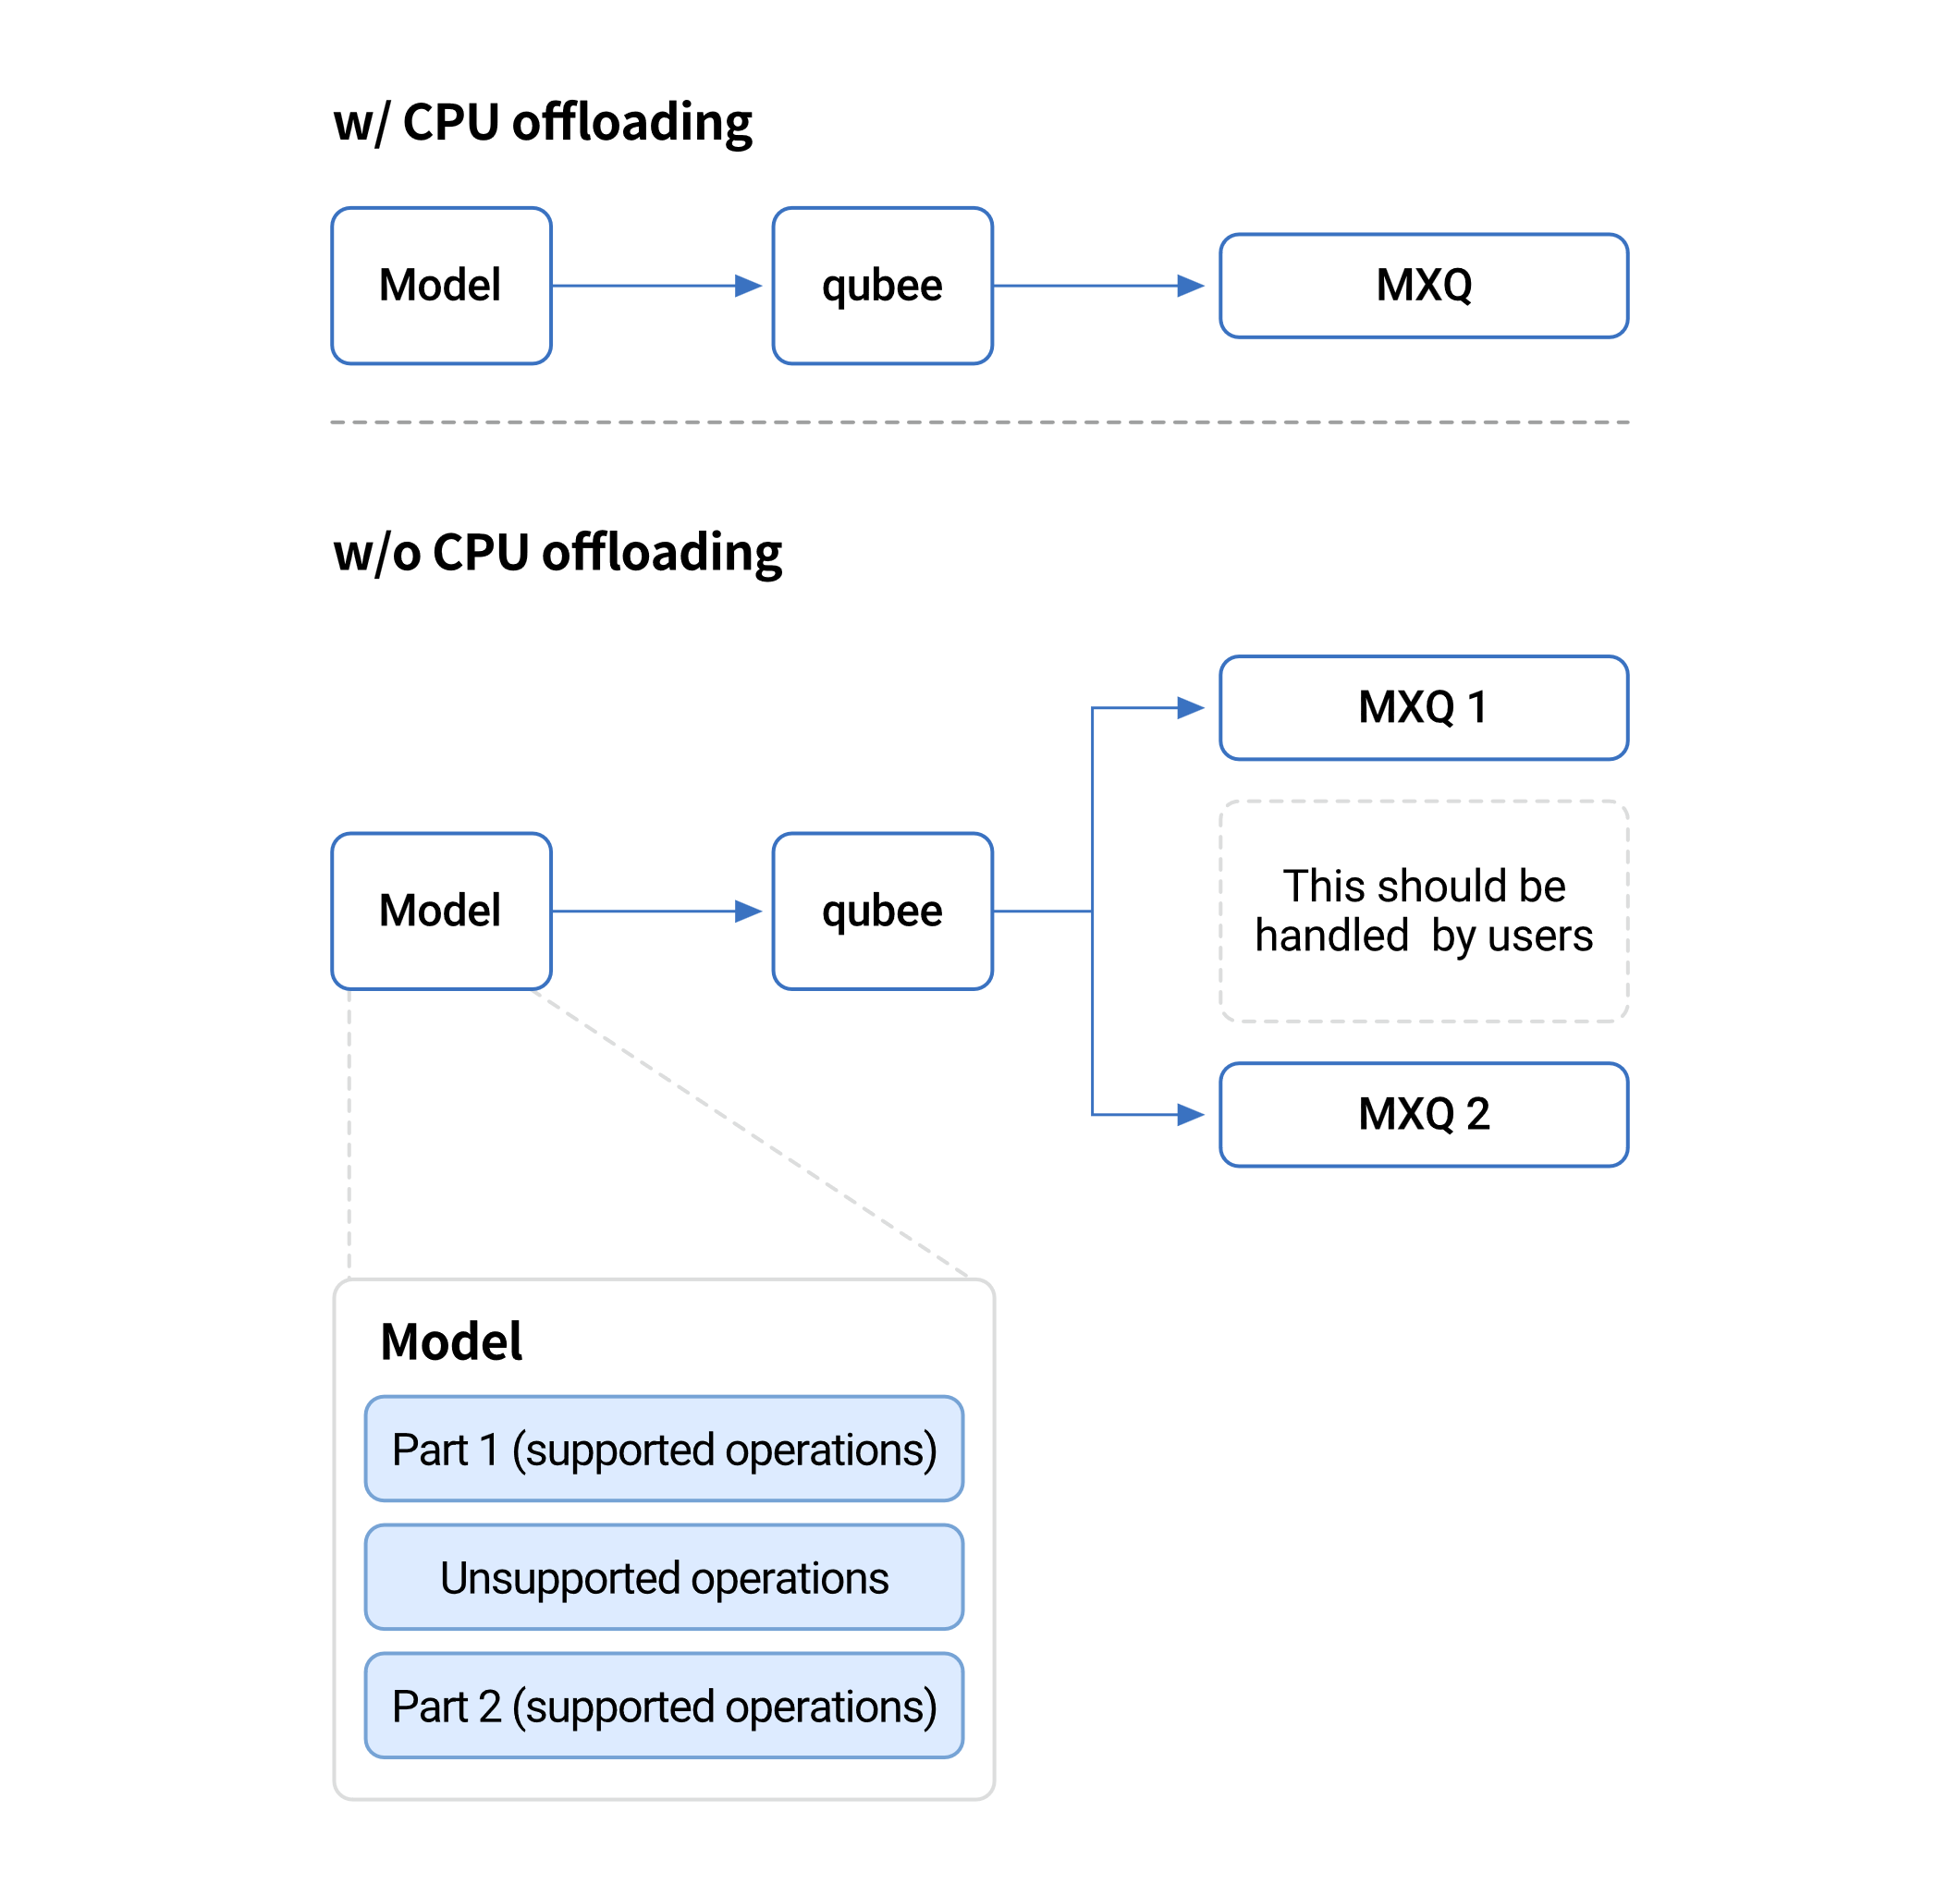 w/ CPU offloading
Model
qubee
MXQ
w/o CPU offloading
MXQ 1
Model
qubee
This should be
handled by users
MXQ 2
Model
Part 1 (supported operations)
Unsupported operations
Part 2 (supported operations)